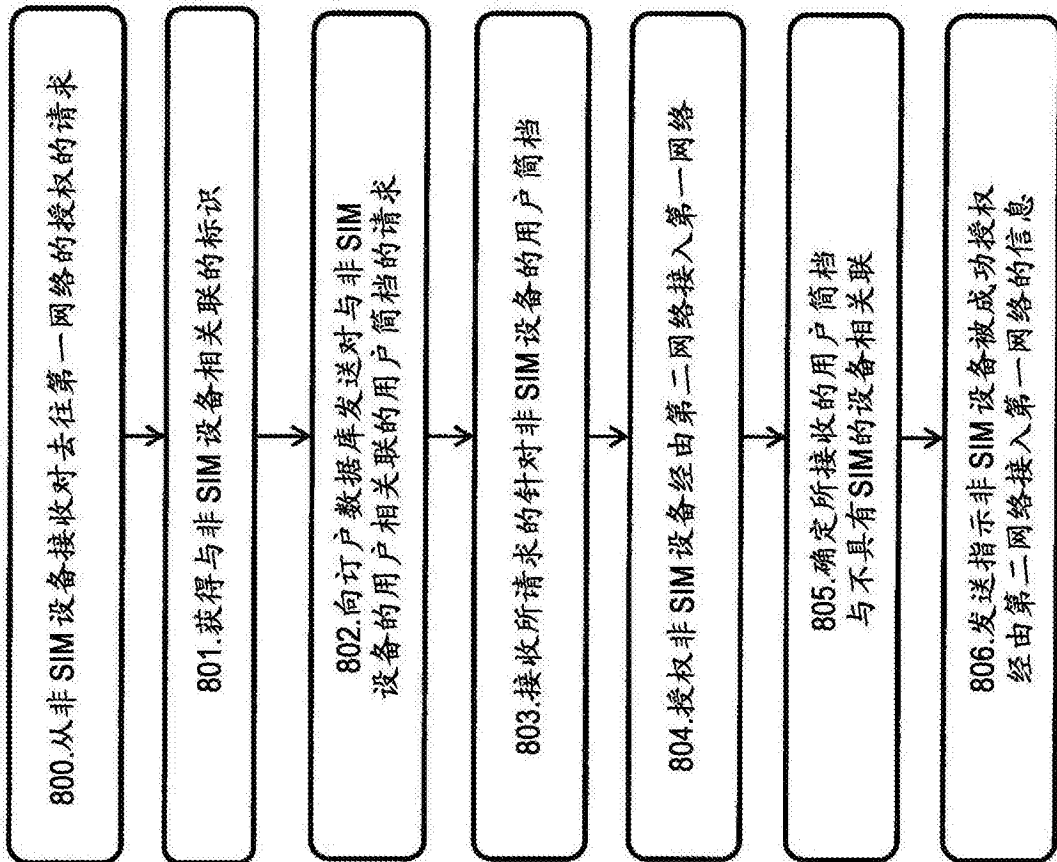 800.从非SIM设备接收对去往第一网络的授权的请求
801.获得与非SIM设备相关联的标识
802.向订户数据库发送对与非SIM
设备的用户相关联的用户简档的请求
803.接收所请求的针对非SIM设备的用户简档
804.授权非SIM设备经由第二网络接入第一网络
805.确定所接收的用户简档
与不具有SIM的设备相关联
806.发送指示非SIM设备被成功授权
经由第二网络接入第一网络的信息